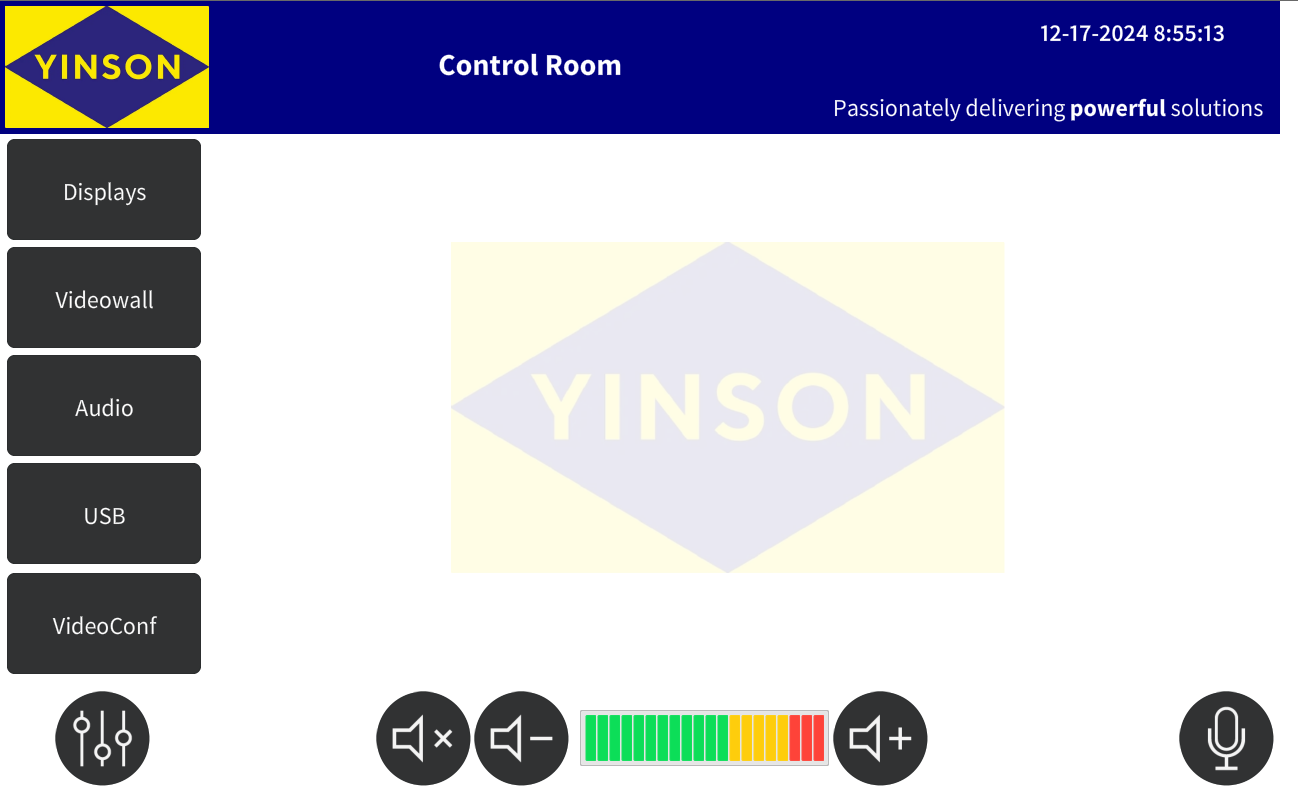 YINSON
Control Room
12-17-2024 8:55:13
Passionately delivering powerful solutions
Displays
Videowall
Audio
USB
VideoConf
YINSON